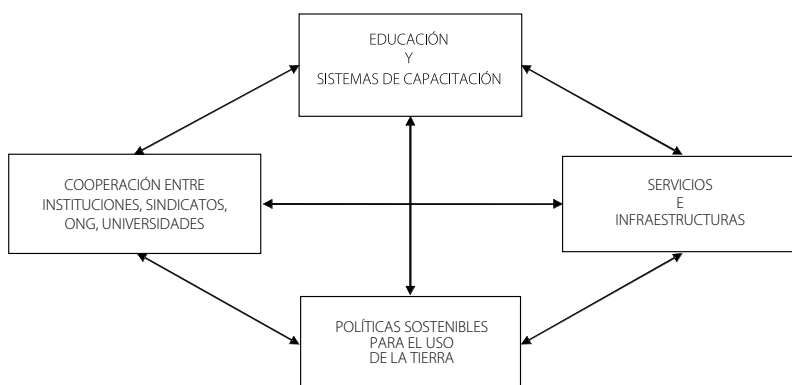 EDUCACIÓN
Y
SISTEMAS DE CAPACITACIÓN
COOPERACIÓN ENTRE
INSTITUCIONES, SINDICATOS,
ONG, UNIVERSIDADES
SERVICIOS
E
INFRAESTRUCTURAS
POLÍTICAS SOSTENIBLES
PARA EL USO
DE LA TIERRA